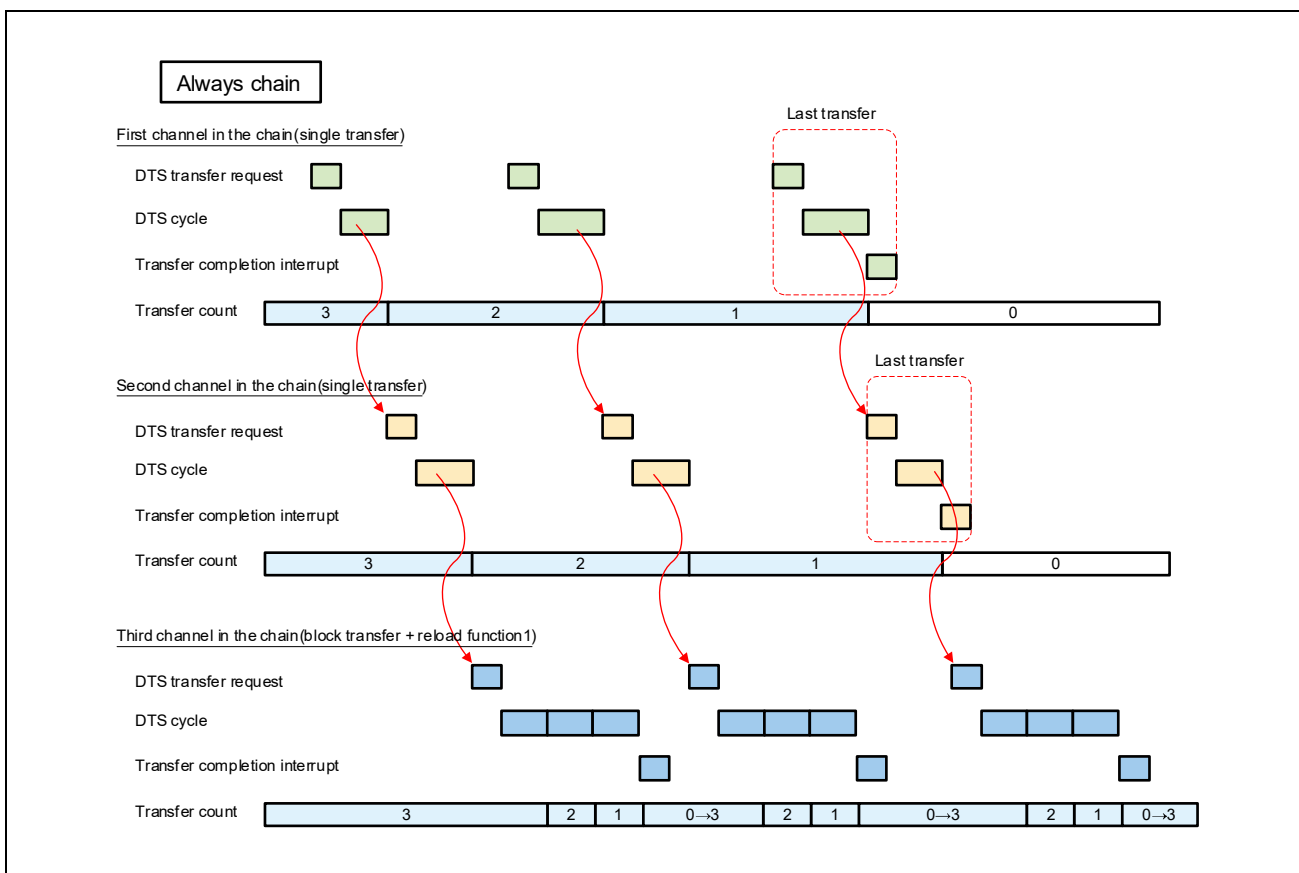 Always chain
Last transfer
First channel in the chain(single transfer)
DTS transfer request
DTS cycle
Transfer completion interrupt
Transfer count
3 2 1 0
Last transfer
Second channel in the chain(single transfer)
DTS transfer request
DTS cycle
Transfer completion interrupt
Transfer count
3 2 1 0
Third channel in the chain(block transfer + reload function1)
DTS transfer request
DTS cycle
Transfer completion interrupt
Transfer count
3 2 1 0→3 2 1 0→3 2 1 0→3